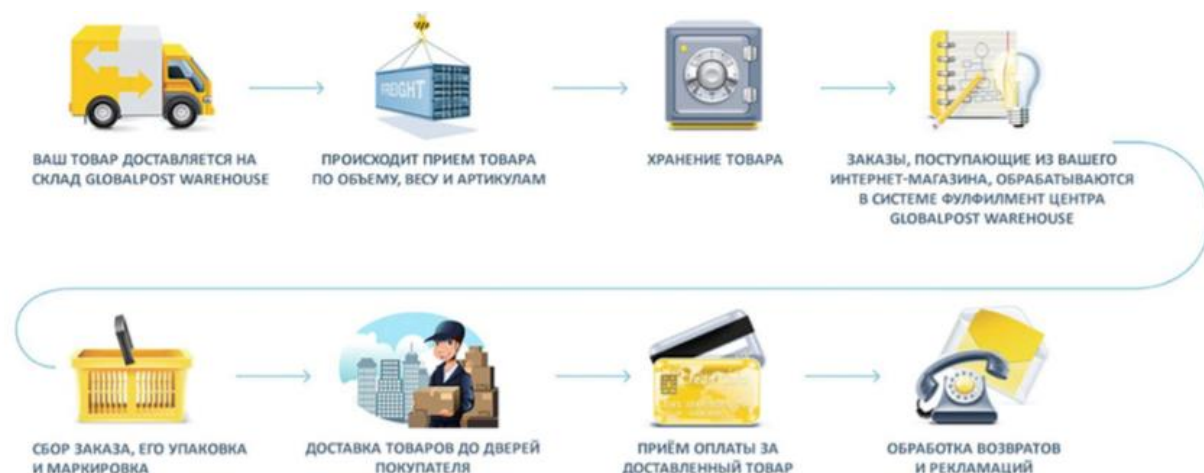 FREIGHT
ВАШ ТОВАР ДОСТАВЛЯЕТСЯ НА
СКЛАД GLOBALPOST WAREHOUSE
ПРОИСХОДИТ ПРИЕМ ТОВАРА
ПО ОБЪЕМУ, ВЕСУ И АРТИКУЛАМ
ХРАНЕНИЕ ТОВАРА
ЗАКАЗЫ, ПОСТУПАЮЩИЕ ИЗ ВАШЕГО
ИНТЕРНЕТ-МАГАЗИНА, ОБРАБАТЫВАЮТСЯ
В СИСТЕМЕ ФУЛФИЛМЕНТ ЦЕНТРА
GLOBALPOST WAREHOUSE
СБОР ЗАКАЗА, ЕГО УПАКОВКА
И МАРКИРОВКА
ДОСТАВКА ТОВАРОВ ДО ДВЕРЕЙ
ПОКУПАТЕЛЯ
ПРИЁМ ОПЛАТЫ ЗА
ДОСТАВЛЕННЫЙ ТОВАР
ОБРАБОТКА ВОЗВРАТОВ
И РЕКЛАМАЦИЙ